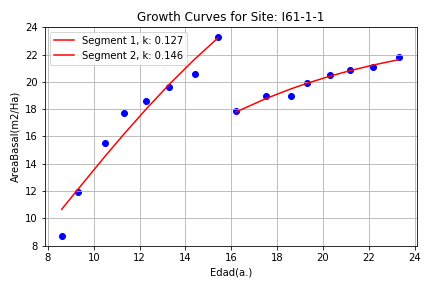 Growth Curves for Site: I61-1-1
Segment 1, k: 0.127
Segment 2, k: 0.146
AreaBasal(m2/Ha)
24
22
20
18
16
14
12
10
8
8 10 12 14 16 18 20 22 24
Edad(a.)